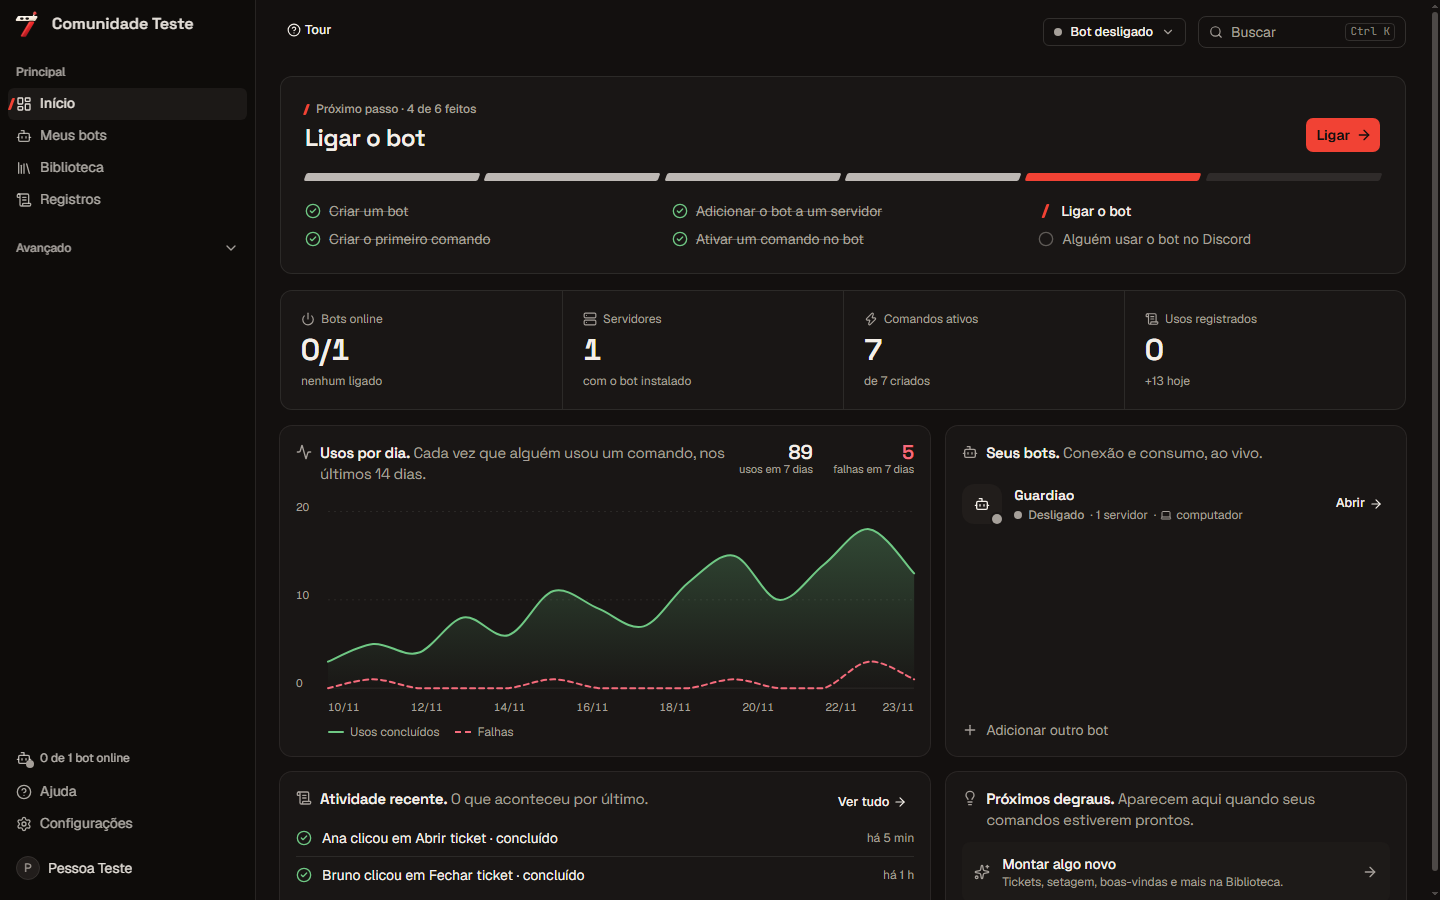 Comunidade Teste
Principal
Início
Meus bots
Biblioteca
Registros
Avançado
0 de 1 bot online
Ajuda
Configurações
P Pessoa Teste
Tour
Bot desligado
Buscar Ctrl K
Próximo passo · 4 de 6 feitos
Ligar o bot
Ligar
Criar um bot
Adicionar o bot a um servidor
Ligar o bot
Criar o primeiro comando
Ativar um comando no bot
Alguém usar o bot no Discord
Bots online
0/1
nenhum ligado
Servidores
1
com o bot instalado
Comandos ativos
7
de 7 criados
Usos registrados
0
+13 hoje
Usos por dia. Cada vez que alguém usou um comando, nos
últimos 14 dias.
89
usos em 7 dias
5
falhas em 7 dias
20
10
0
10/11 12/11 14/11 16/11 18/11 20/11 22/11 23/11
Usos concluídos Falhas
Seus bots. Conexão e consumo, ao vivo.
Guardiao
Desligado · 1 servidor · computador
Abrir
Adicionar outro bot
Atividade recente. O que aconteceu por último.
Ver tudo
Ana clicou em Abrir ticket · concluído há 5 min
Bruno clicou em Fechar ticket · concluído há 1 h
Próximos degraus. Aparecem aqui quando seus
comandos estiverem prontos.
Montar algo novo
Tickets, setagem, boas-vindas e mais na Biblioteca.